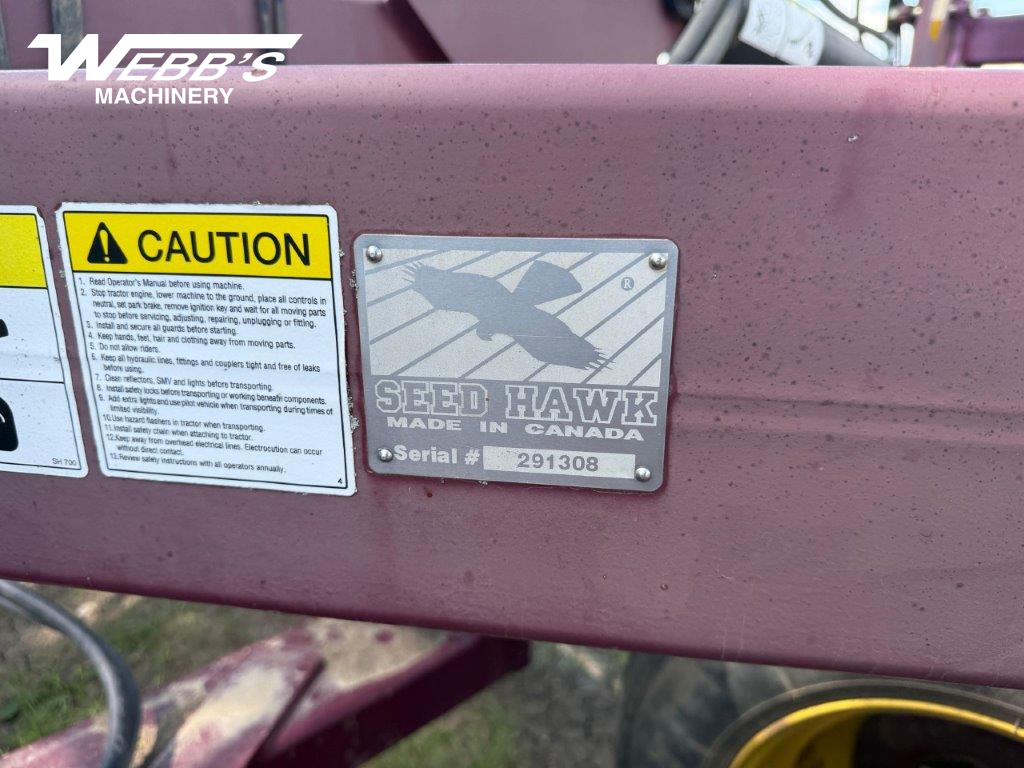 WEBB'S
MACHINERY
CAUTION
1. Read Operator's Manual before using machine.
2. Stop tractor engine, lower machine to the ground, place all controls in
neutral, set park brake, remove ignition key and wait for all moving parts
to stop before servicing, adjusting, repairing, unplugging or fitting.
3. Install and secure all guards before starting.
4. Keep hands, feet, hair and clothing away from moving parts.
5. Do not allow riders.
6. Keep all hydraulic lines, fittings and couplers tight and free of leaks
before using.
7. Clean reflectors, SMV and lights before transporting.
8. Install safety locks before transporting or working beneath components.
9. Add extra lights and use pilot vehicle when transporting during times of
limited visibility.
10. Use hazard flashers in tractor when transporting.
11. Install safety chain when attaching to tractor.
12. Keep away from overhead electrical lines. Electrocution can occur
without direct contact.
13. Review safety instructions with all operators annually.
4
SH 700
®
SEED HAWK
MADE IN CANADA
Serial # 291308